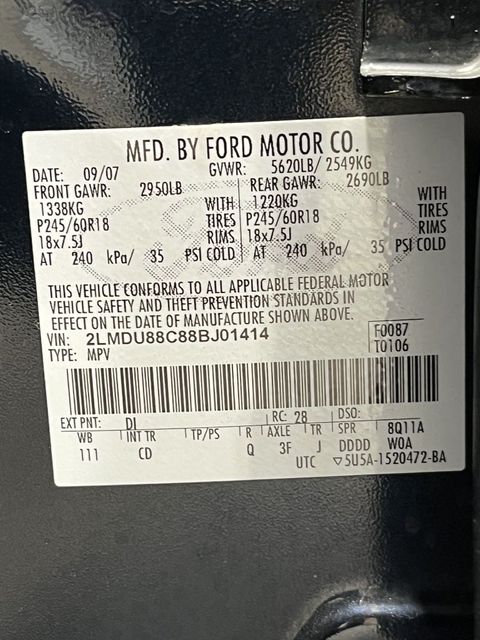 MFD. BY FORD MOTOR CO.
DATE: 09/07 GVWR: 5620LB/ 2549KG
FRONT GAWR: 2950LB REAR GAWR: 2690LB
1338KG WITH 1220KG WITH
P245/60R18 TIRES P245/60R18 TIRES
18x7.5J RIMS 18x7.5J RIMS
AT 240 kPa/ 35 PSI COLD AT 240 kPa/ 35 PSI COLD
THIS VEHICLE CONFORMS TO ALL APPLICABLE FEDERAL MOTOR
VEHICLE SAFETY AND THEFT PREVENTION STANDARDS IN
EFFECT ON THE DATE OF MANUFACTURE SHOWN ABOVE.
VIN: 2LMDU88C88BJ01414 F0087
TYPE: MPV T0106
EXT PNT: DI RC: 28 DSO:
WB INT TR TP/PS R AXLE TR SPR 8Q11A
111 CD Q 3F J DDDD W0A
UTC ▽5U5A-1520472-BA